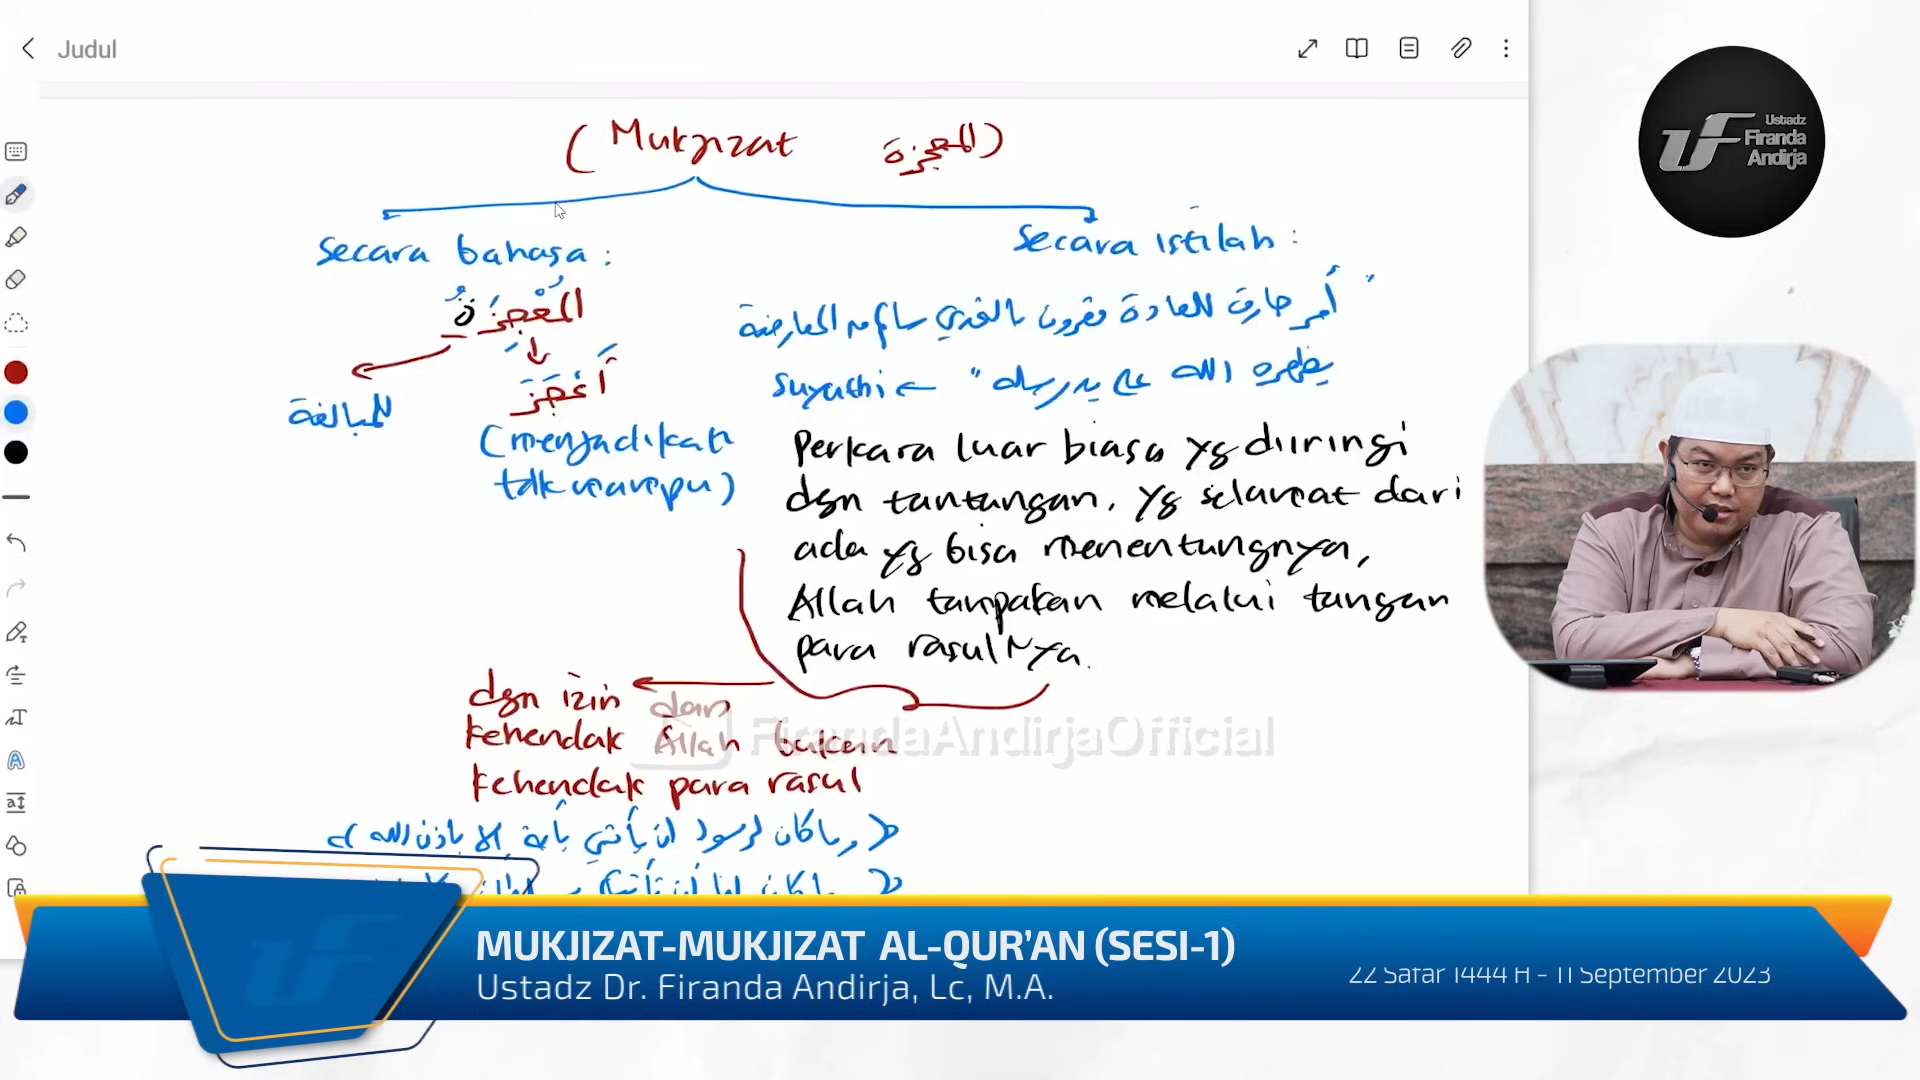 Judul
( Mukjizat المعجزة )
Secara bahasa :
Secara istilah :
المُعْجِزَةُ
أَعْجَزَ
للمبالغة
(menjadikan
tdk mampu)
"أمر خارق للعادة مقرون بالتحدي سالم من المعارضة
يظهره الله على يد رسله" ← Suyuthi
Perkara luar biasa yg diiringi
dgn tantangan, yg selamat dari
ada yg bisa menentangnya,
Allah tampakan melalui tangan
para rasulNya.
dgn izin dan
kehendak Allah bukan
kehendak para rasul
﴿وما كان لرسول ان يأتي بأية إلا بإذن الله﴾
FirandaAndirjaOfficial
Ustadz
Firanda
Andirja
MUKJIZAT-MUKJIZAT AL-QUR’AN (SESI-1)
Ustadz Dr. Firanda Andirja, Lc, M.A.
22 Safar 1444 H - 11 September 2023